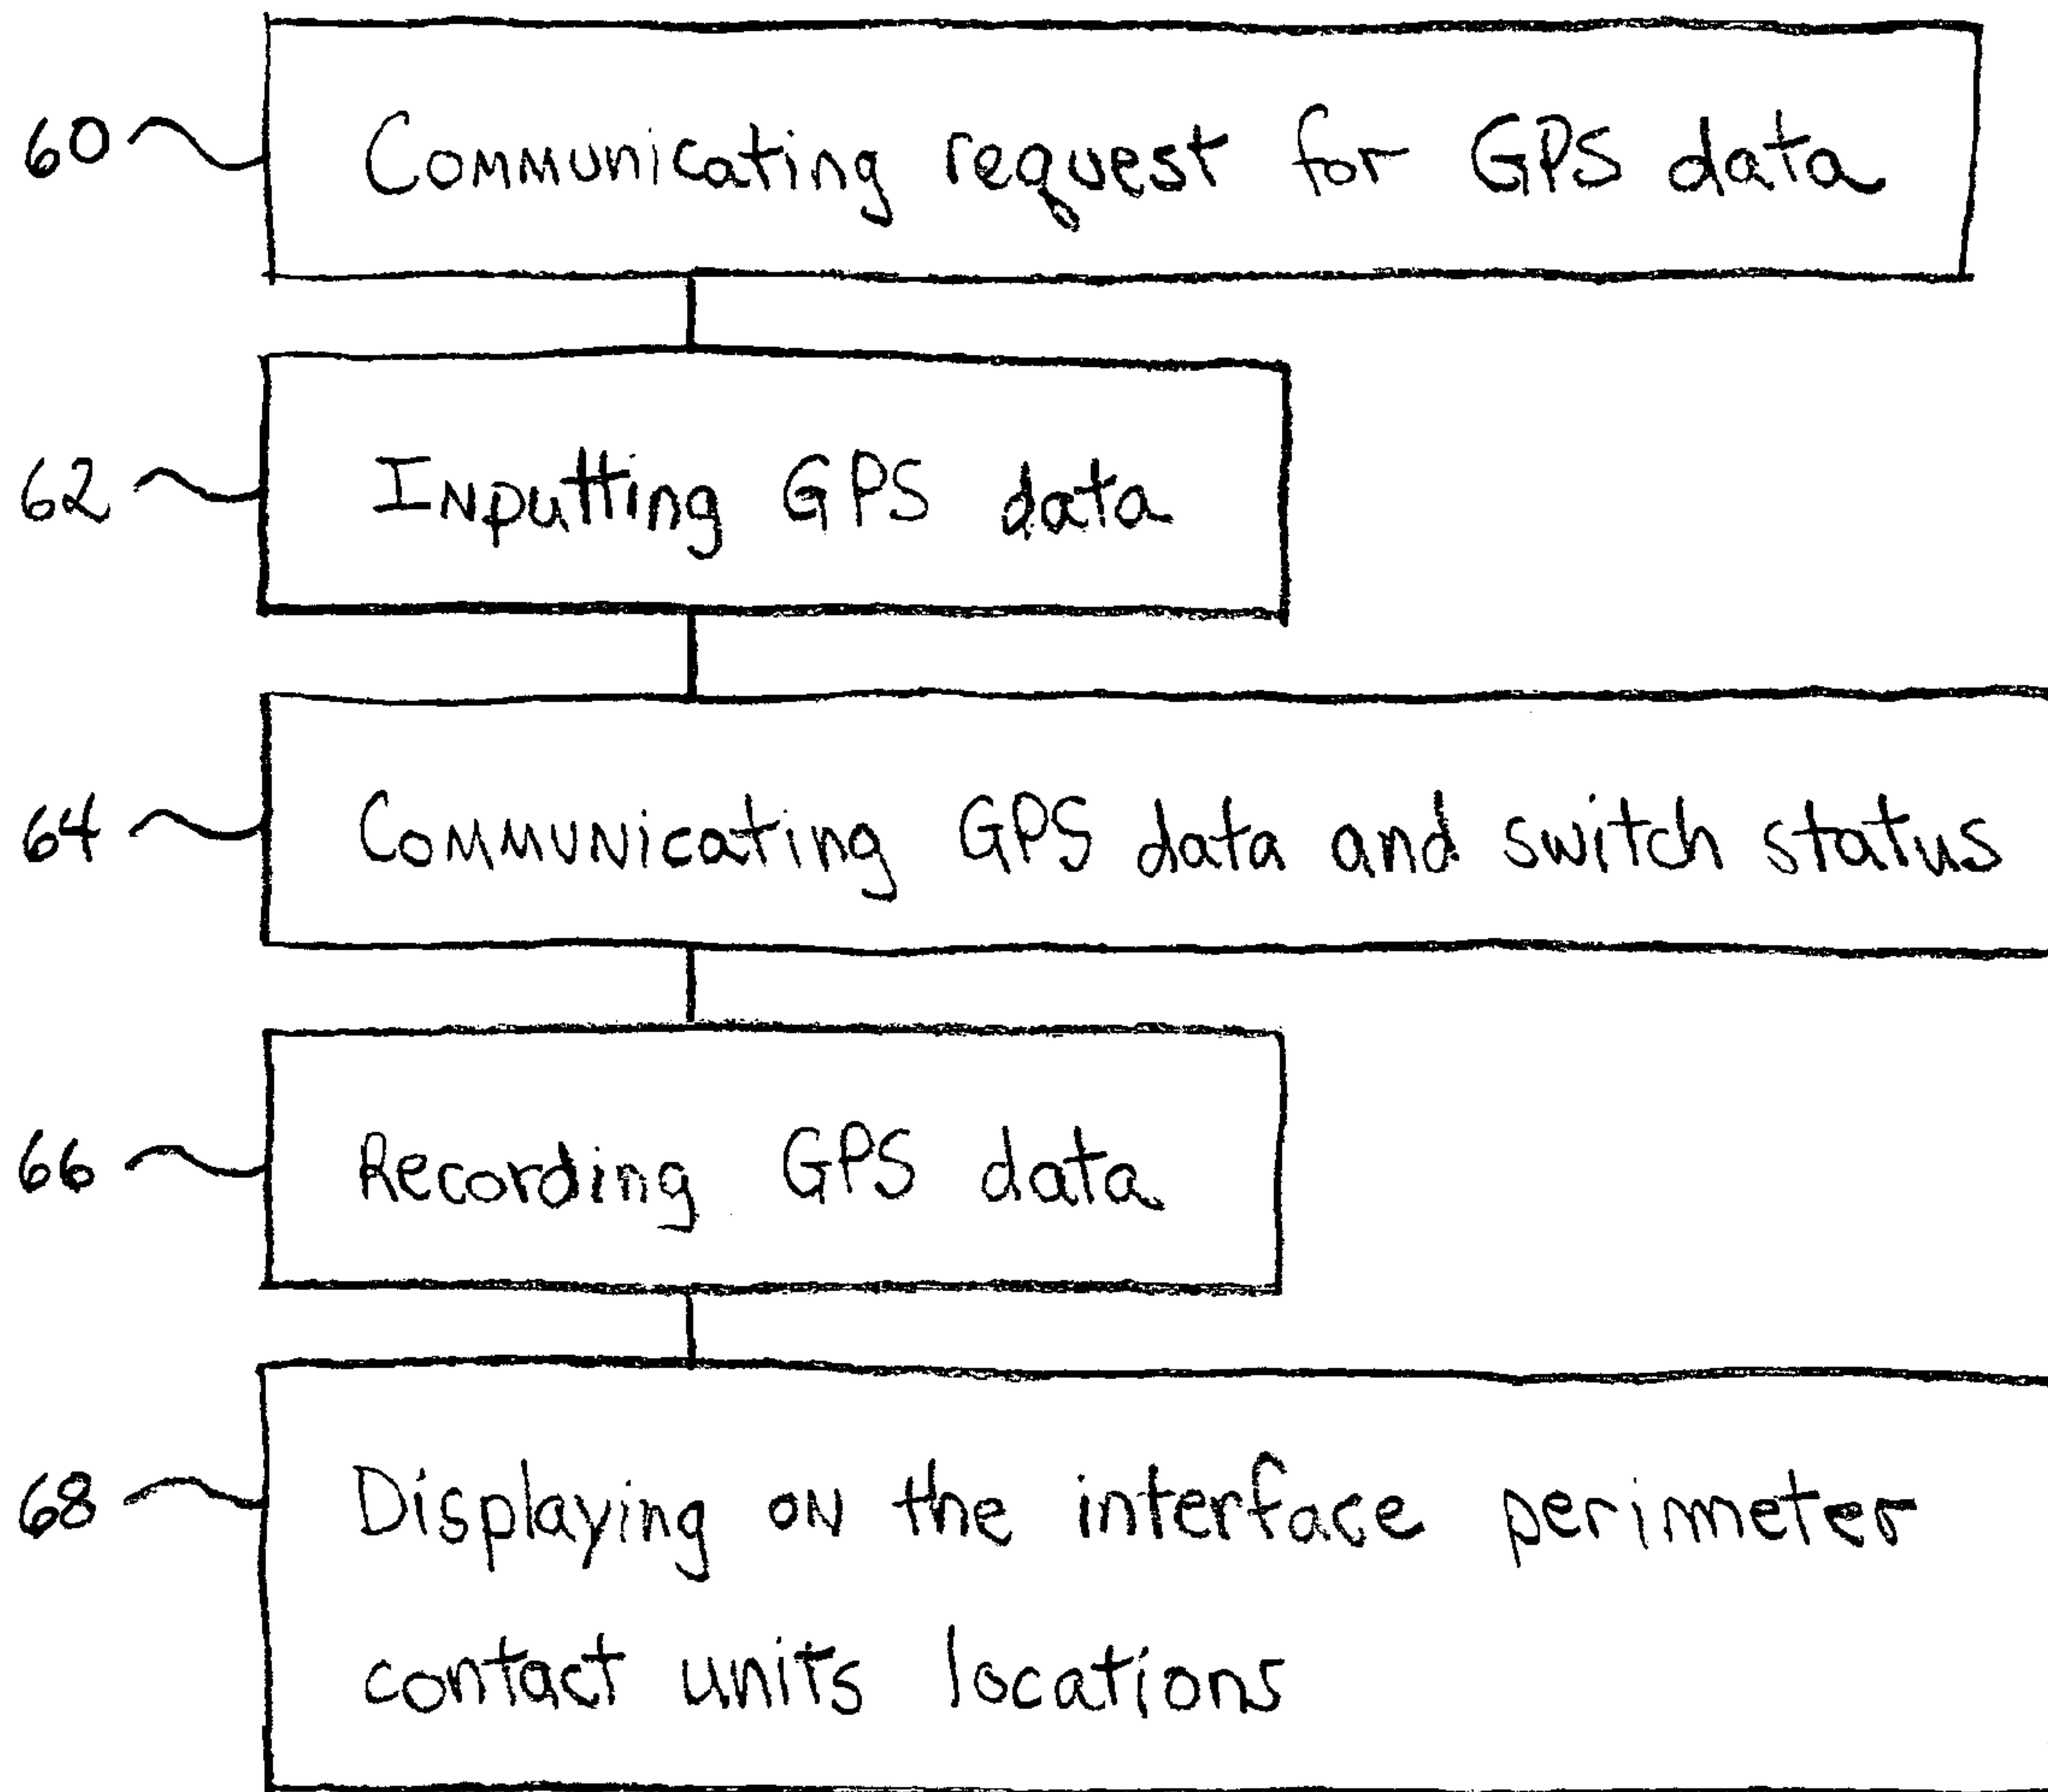 60 Communicating request for GPS data
62 Inputting GPS data
64 Communicating GPS data and switch status
66 Recording GPS data
68 Displaying on the interface perimeter
contact units locations